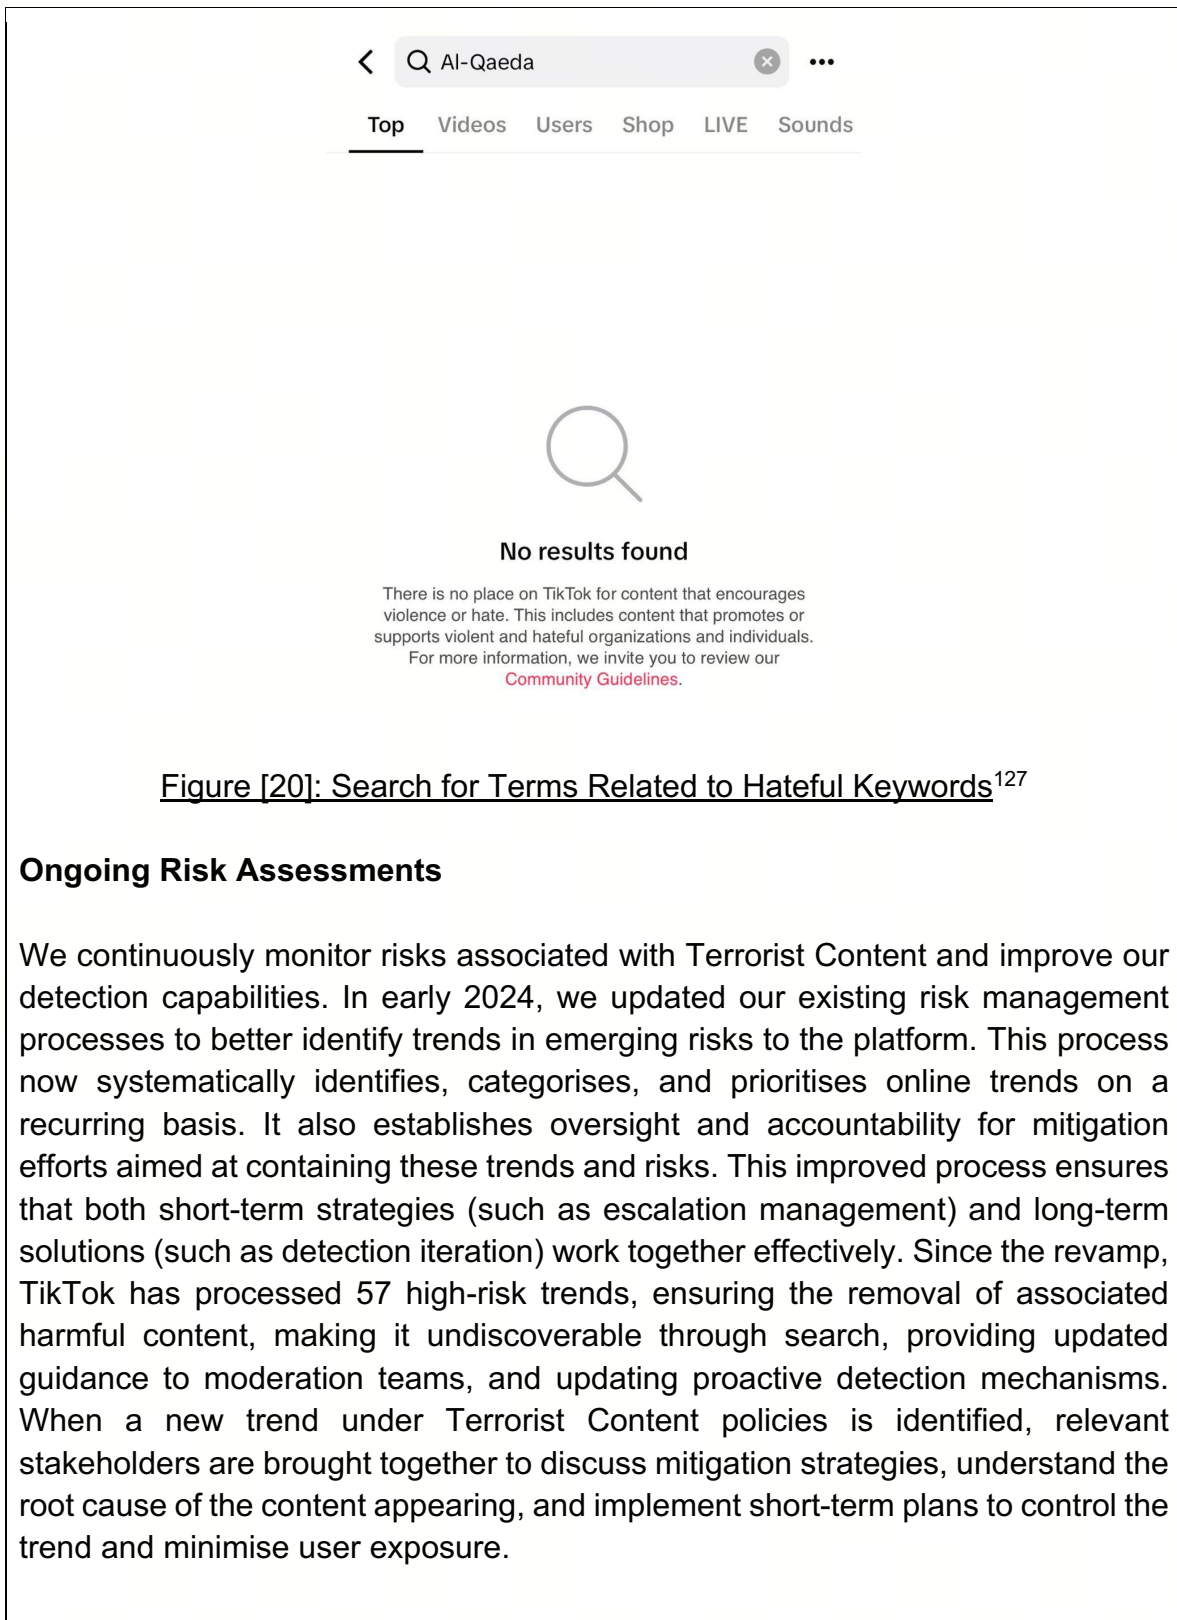 Al-Qaeda
Top Videos Users Shop LIVE Sounds
No results found
There is no place on TikTok for content that encourages
violence or hate. This includes content that promotes or
supports violent and hateful organizations and individuals.
For more information, we invite you to review our
Community Guidelines.
Figure [20]: Search for Terms Related to Hateful Keywords127
Ongoing Risk Assessments
We continuously monitor risks associated with Terrorist Content and improve our
detection capabilities. In early 2024, we updated our existing risk management
processes to better identify trends in emerging risks to the platform. This process
now systematically identifies, categorises, and prioritises online trends on a
recurring basis. It also establishes oversight and accountability for mitigation
efforts aimed at containing these trends and risks. This improved process ensures
that both short-term strategies (such as escalation management) and long-term
solutions (such as detection iteration) work together effectively. Since the revamp,
TikTok has processed 57 high-risk trends, ensuring the removal of associated
harmful content, making it undiscoverable through search, providing updated
guidance to moderation teams, and updating proactive detection mechanisms.
When a new trend under Terrorist Content policies is identified, relevant
stakeholders are brought together to discuss mitigation strategies, understand the
root cause of the content appearing, and implement short-term plans to control the
trend and minimise user exposure.